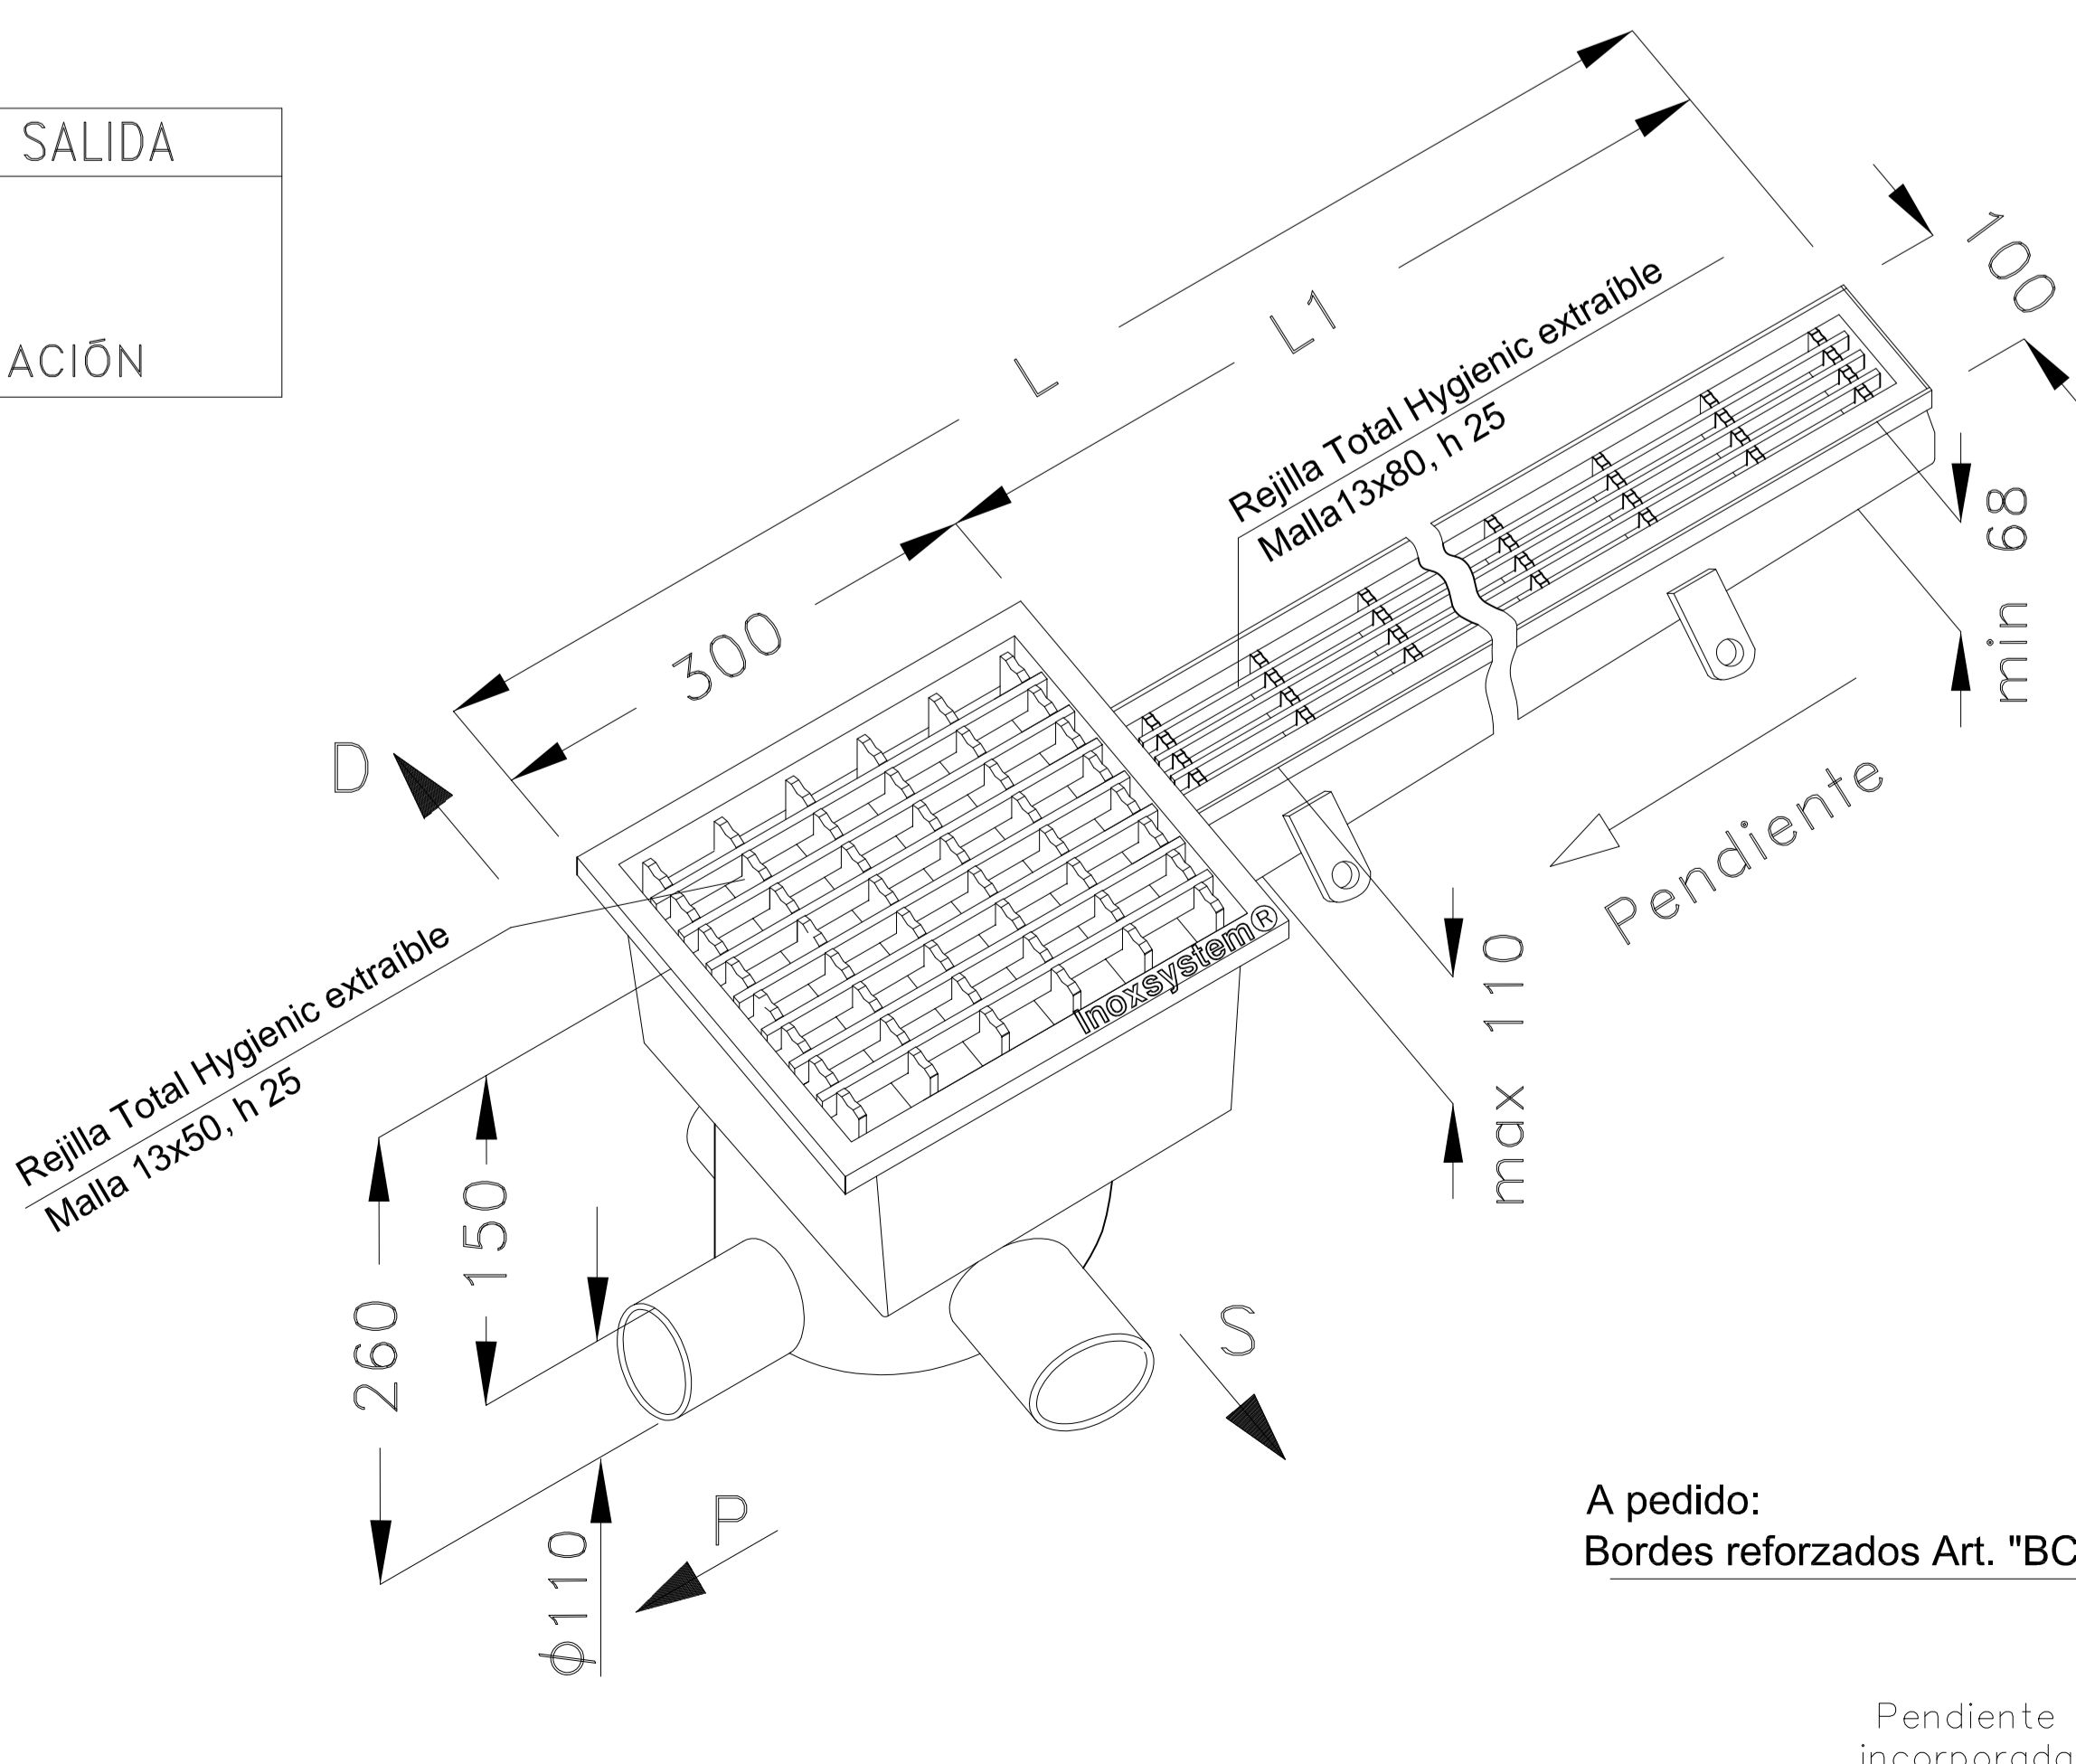 SALIDA
ACIÓN
L
L1
100
Rejilla Total Hygienic extraíble
Malla13x80, h 25
300
min 68
D
Pendiente
Rejilla Total Hygienic extraíble
Malla 13x50, h 25
Inoxsystem®
max 110
150
260
S
P
ϕ110
A pedido:
Bordes reforzados Art. "BC
Pendiente
incorporada